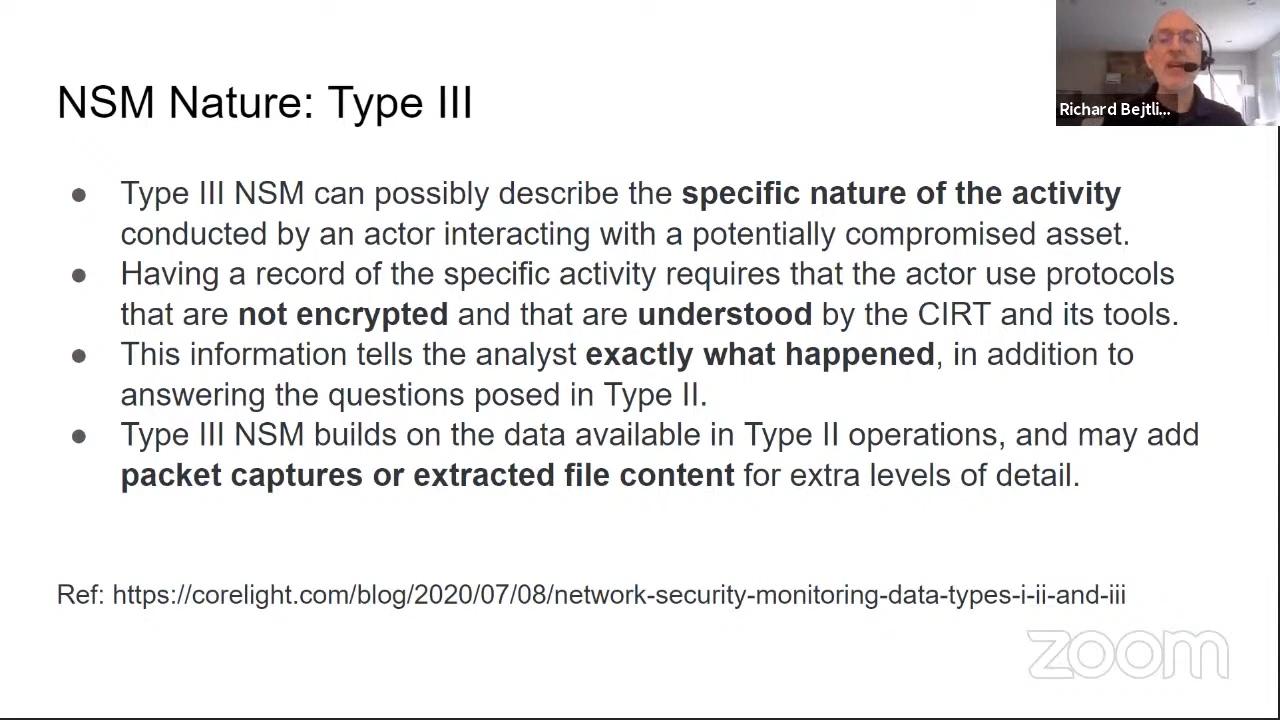 NSM Nature: Type III
Richard Bejtli...
● Type III NSM can possibly describe the specific nature of the activity
conducted by an actor interacting with a potentially compromised asset.
● Having a record of the specific activity requires that the actor use protocols
that are not encrypted and that are understood by the CIRT and its tools.
● This information tells the analyst exactly what happened, in addition to
answering the questions posed in Type II.
● Type III NSM builds on the data available in Type II operations, and may add
packet captures or extracted file content for extra levels of detail.
Ref: https://corelight.com/blog/2020/07/08/network-security-monitoring-data-types-i-ii-and-iii
zoom